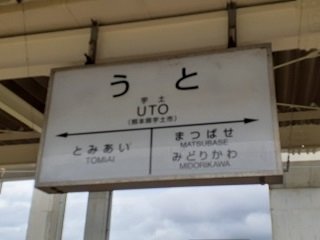 うと
宇土
UTO
(熊本県宇土市)
とみあい
TOMIAI
まつばせ
MATSUBASE
みどりかわ
MIDORIKAWA